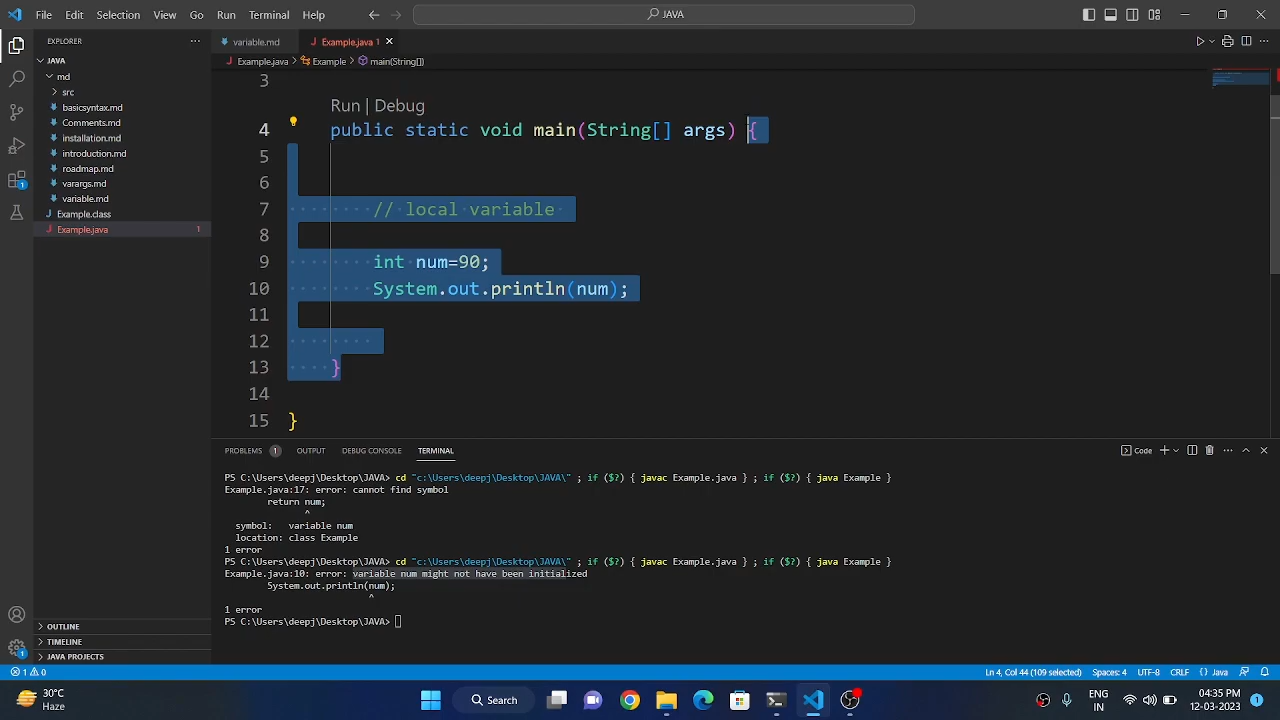 File Edit Selection View Go Run Terminal Help
JAVA
EXPLORER
JAVA
md
src
basicsyntax.md
Comments.md
installation.md
introduction.md
roadmap.md
varargs.md
variable.md
Example.class
Example.java 1
OUTLINE
TIMELINE
JAVA PROJECTS
variable.md Example.java 1
Example.java > Example > main(String[])
3
Run | Debug
4 public static void main(String[] args) {
5
6
7 // local variable
8
9 int num=90;
10 System.out.println(num);
11
12
13 }
14
15 }
PROBLEMS 1 OUTPUT DEBUG CONSOLE TERMINAL
Code
PS C:\Users\deepj\Desktop\JAVA> cd "c:\Users\deepj\Desktop\JAVA\" ; if ($?) { javac Example.java } ; if ($?) { java Example }
Example.java:17: error: cannot find symbol
return num;
^
symbol: variable num
location: class Example
1 error
PS C:\Users\deepj\Desktop\JAVA> cd "c:\Users\deepj\Desktop\JAVA\" ; if ($?) { javac Example.java } ; if ($?) { java Example }
Example.java:10: error: variable num might not have been initialized
System.out.println(num);
^
1 error
PS C:\Users\deepj\Desktop\JAVA>
1
1
1 0
Ln 4, Col 44 (109 selected) Spaces: 4 UTF-8 CRLF {} Java
30°C
Haze
Search
ENG
IN
04:35 PM
12-03-2023
1